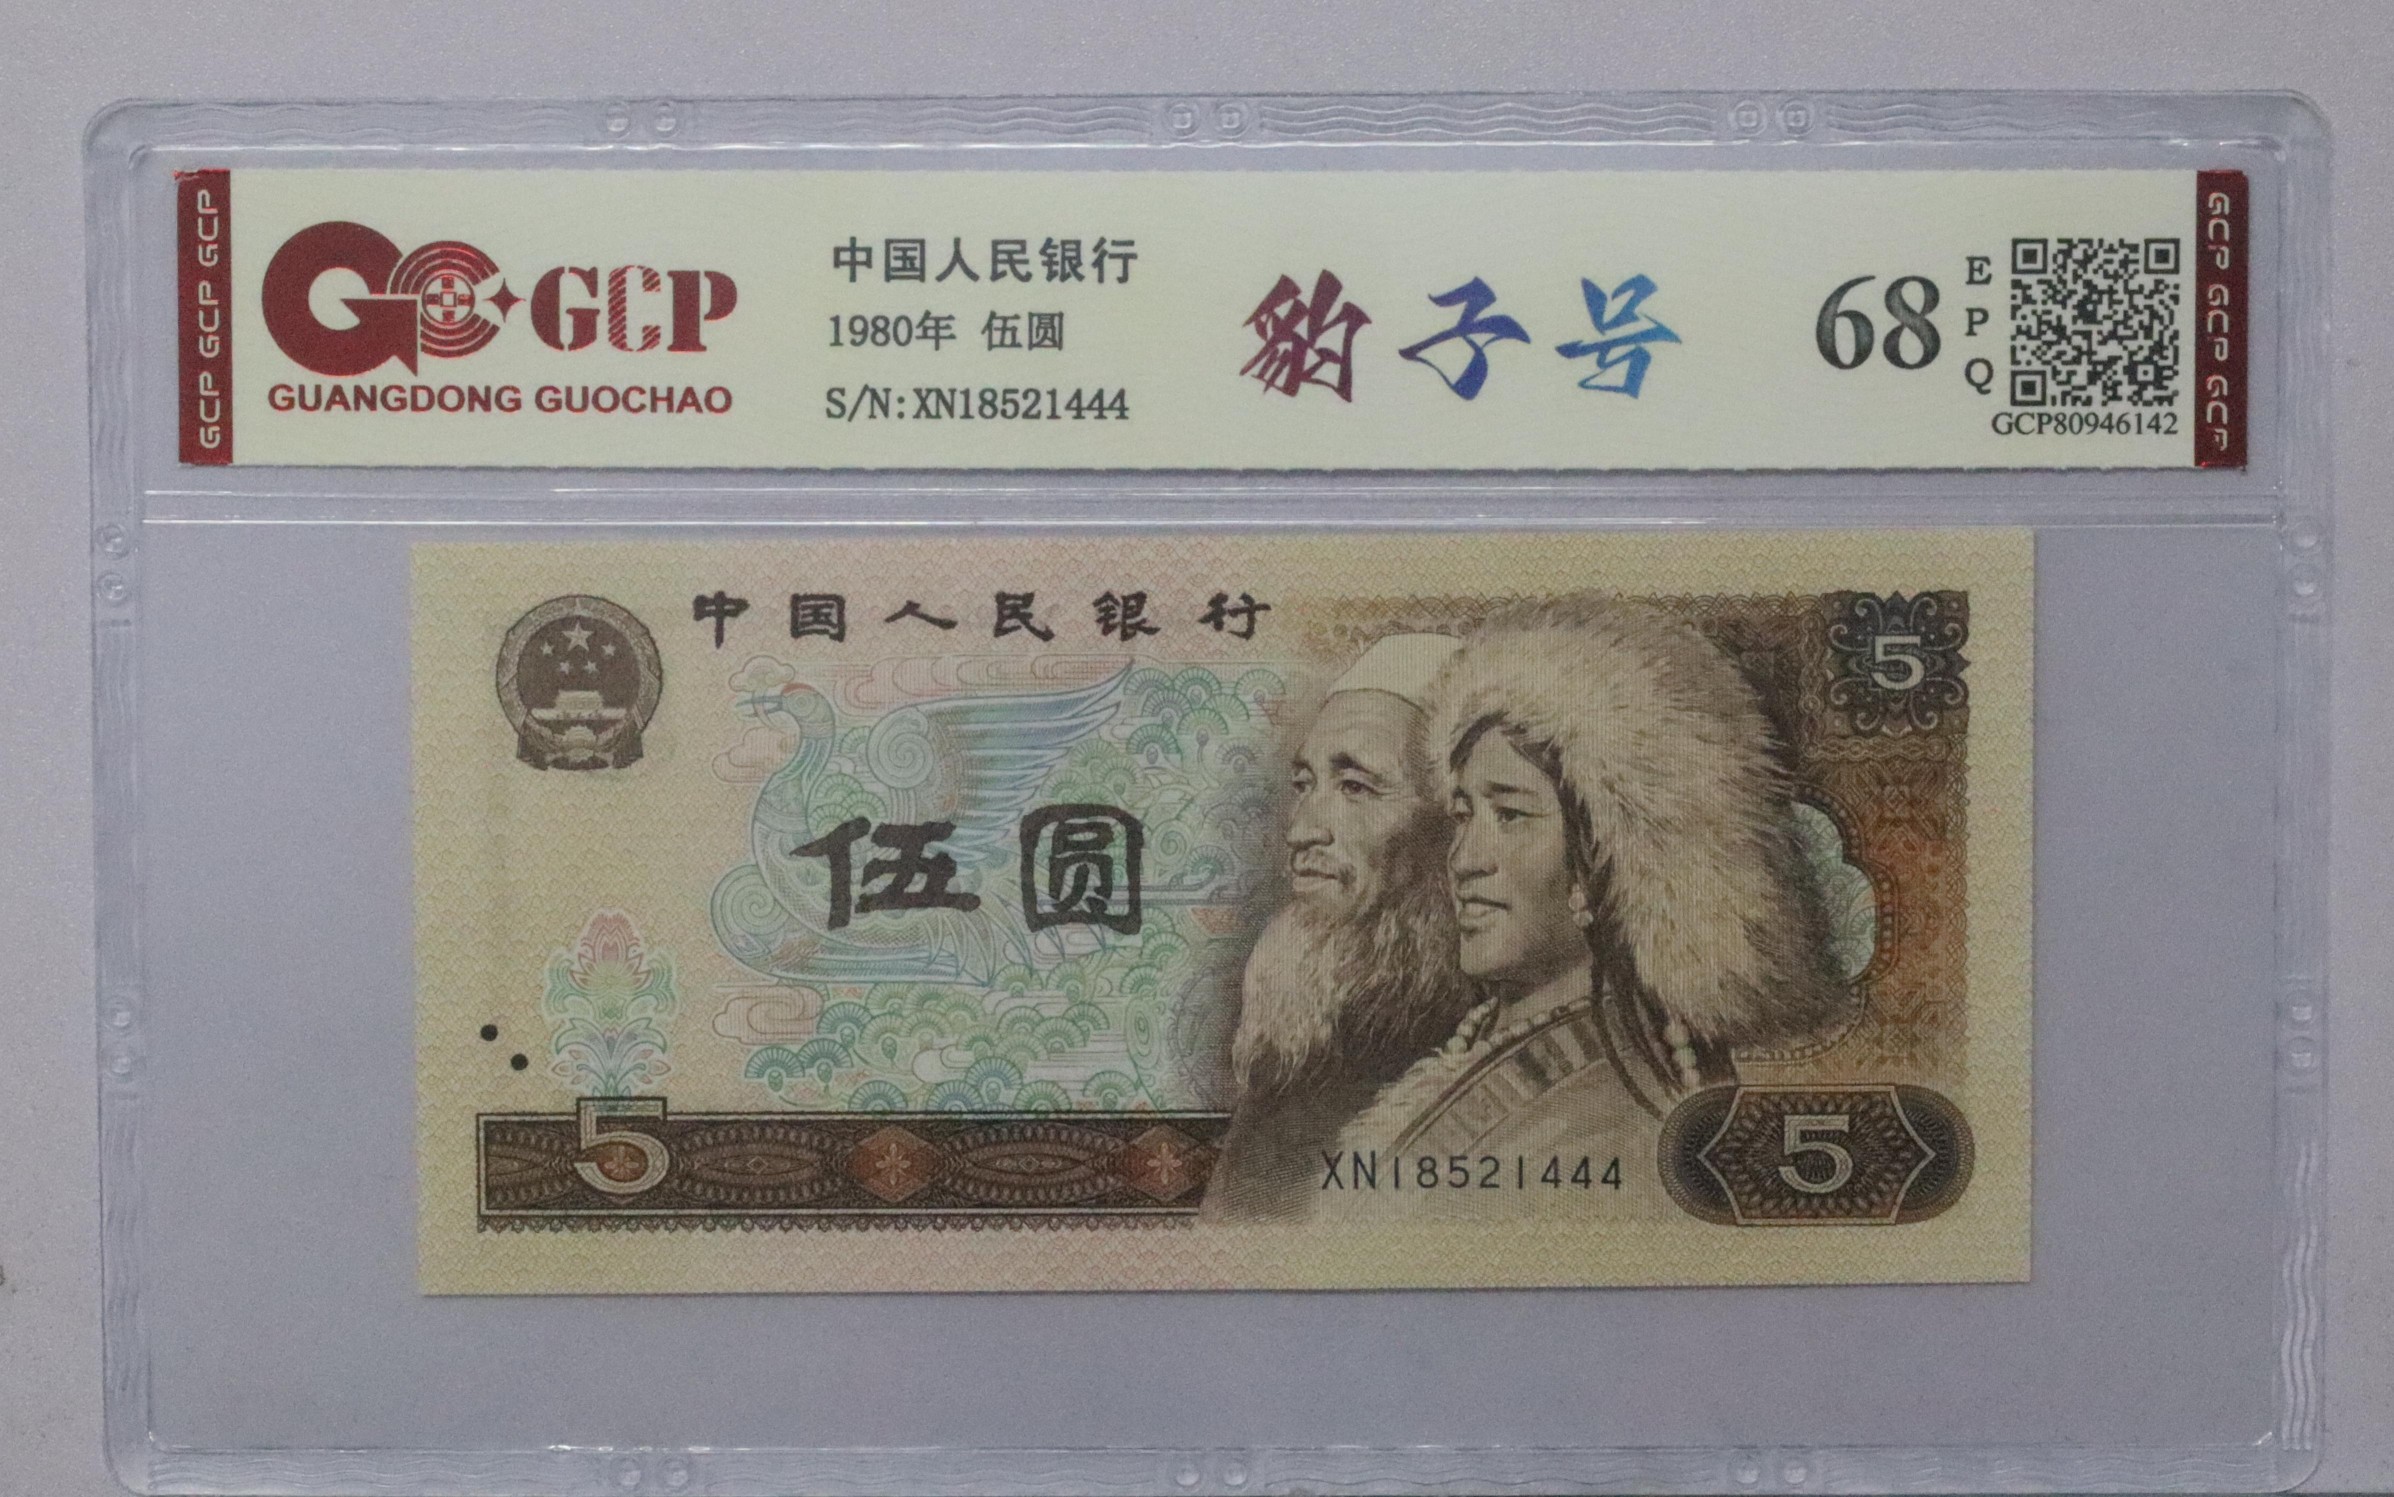 GCP GCP GCP
GCP
GUANGDONG GUOCHAO
中国人民银行
1980年 伍圆
S/N:XN18521444
豹子号
68
EPQ
GCP80946142
GCP GCP GCP
中国人民银行
5
伍圆
5
XN18521444
5